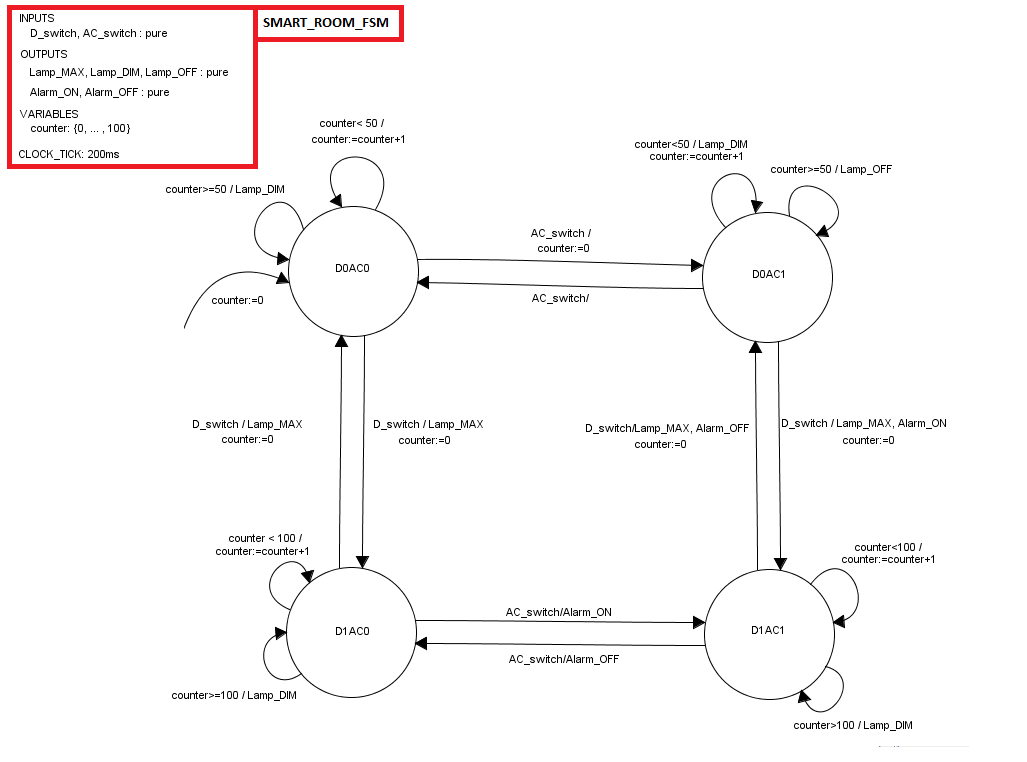 INPUTS
D_switch, AC_switch : pure
OUTPUTS
Lamp_MAX, Lamp_DIM, Lamp_OFF : pure
Alarm_ON, Alarm_OFF : pure
VARIABLES
counter: {0, ... , 100}
CLOCK_TICK: 200ms
SMART_ROOM_FSM
counter< 50 /
counter:=counter+1
counter>=50 / Lamp_DIM
D0AC0
counter:=0
AC_switch /
counter:=0
AC_switch/
counter<50 / Lamp_DIM
counter:=counter+1
counter>=50 / Lamp_OFF
D0AC1
D_switch / Lamp_MAX
counter:=0
D_switch / Lamp_MAX
counter:=0
D_switch/Lamp_MAX, Alarm_OFF
counter:=0
D_switch / Lamp_MAX, Alarm_ON
counter:=0
counter < 100 /
counter:=counter+1
D1AC0
counter>=100 / Lamp_DIM
AC_switch/Alarm_ON
AC_switch/Alarm_OFF
counter<100 /
counter:=counter+1
D1AC1
counter>100 / Lamp_DIM